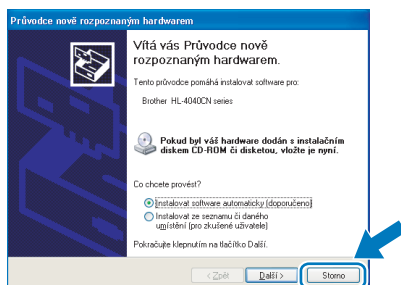 Průvodce nově rozpoznaným hardwarem
Vítá vás Průvodce nově
rozpoznaným hardwarem.
Tento průvodce pomáhá instalovat software pro:
Brother HL-4040CN series
Pokud byl váš hardware dodán s instalačním
diskem CD-ROM či disketou, vložte je nyní.
Co chcete provést?
Instalovat software automaticky (doporučeno)
Instalovat ze seznamu či daného
umístění (pro zkušené uživatele)
Pokračujte klepnutím na tlačítko Další.
< Zpět
Další >
Storno